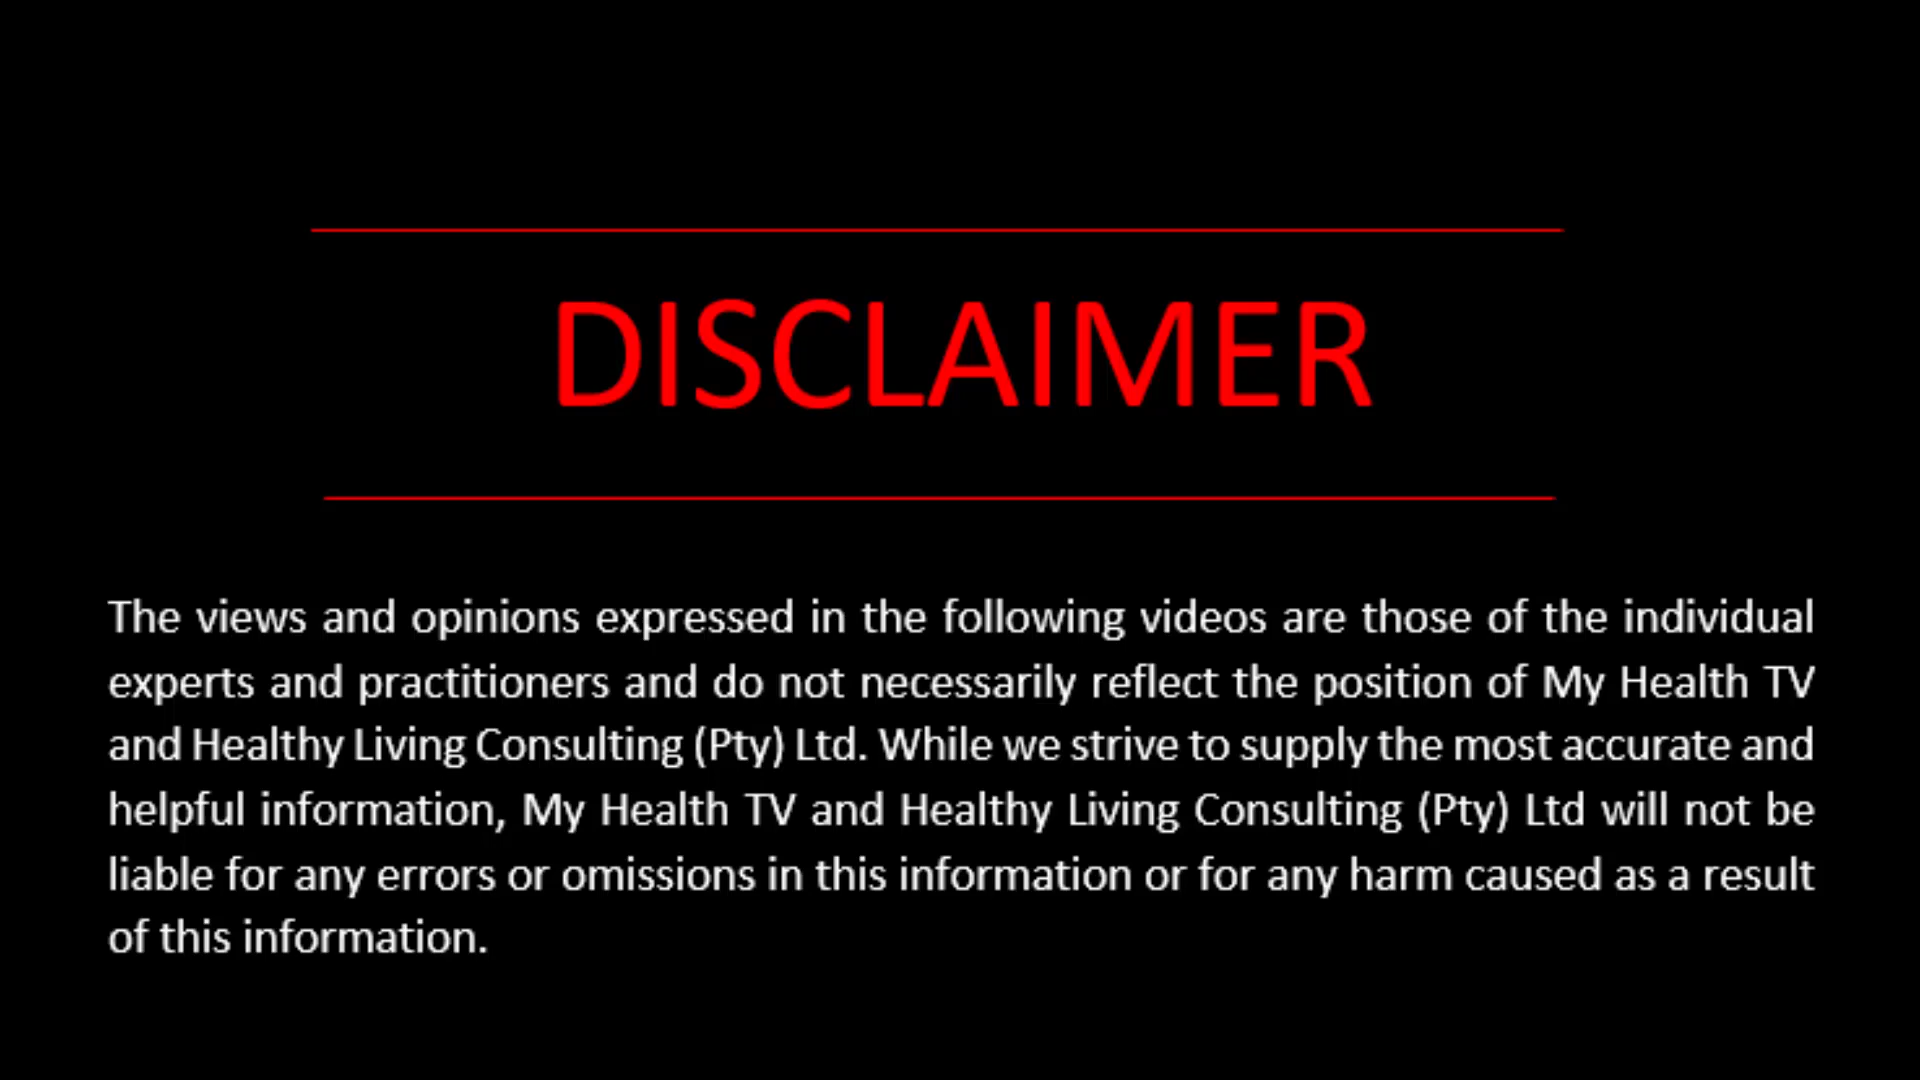 DISCLAIMER
The views and opinions expressed in the following videos are those of the individual
experts and practitioners and do not necessarily reflect the position of My Health TV
and Healthy Living Consulting (Pty) Ltd. While we strive to supply the most accurate and
helpful information, My Health TV and Healthy Living Consulting (Pty) Ltd will not be
liable for any errors or omissions in this information or for any harm caused as a result
of this information.